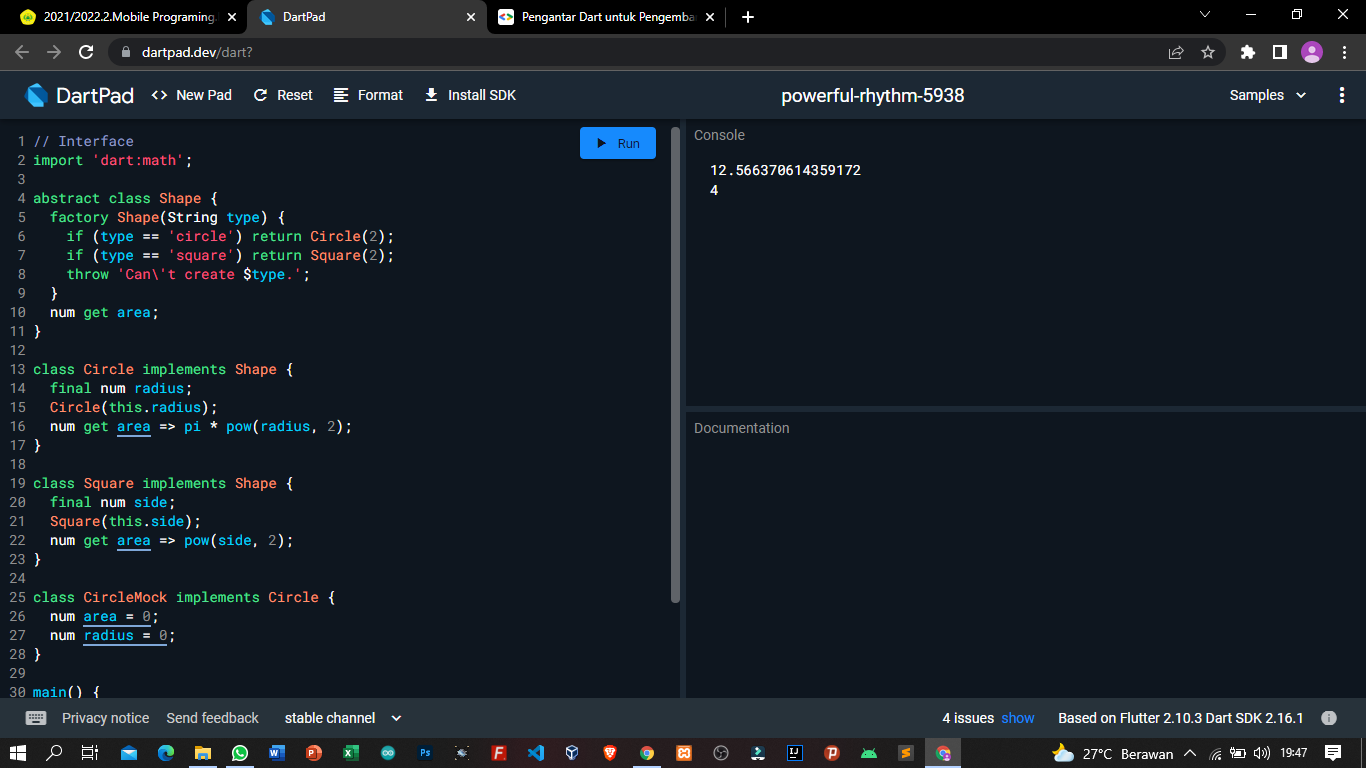 2021/2022.2.Mobile Programing.
DartPad
Pengantar Dart untuk Pengemba
dartpad.dev/dart?
DartPad
<> New Pad
Reset
Format
Install SDK
powerful-rhythm-5938
Samples
Run
1 // Interface
2 import 'dart:math';
3
4 abstract class Shape {
5   factory Shape(String type) {
6     if (type == 'circle') return Circle(2);
7     if (type == 'square') return Square(2);
8     throw 'Can\'t create $type.';
9   }
10   num get area;
11 }
12
13 class Circle implements Shape {
14   final num radius;
15   Circle(this.radius);
16   num get area => pi * pow(radius, 2);
17 }
18
19 class Square implements Shape {
20   final num side;
21   Square(this.side);
22   num get area => pow(side, 2);
23 }
24
25 class CircleMock implements Circle {
26   num area = 0;
27   num radius = 0;
28 }
29
30 main() {
Console
12.566370614359172
4
Documentation
Privacy notice
Send feedback
stable channel
4 issues show
Based on Flutter 2.10.3 Dart SDK 2.16.1
27°C Berawan
19:47